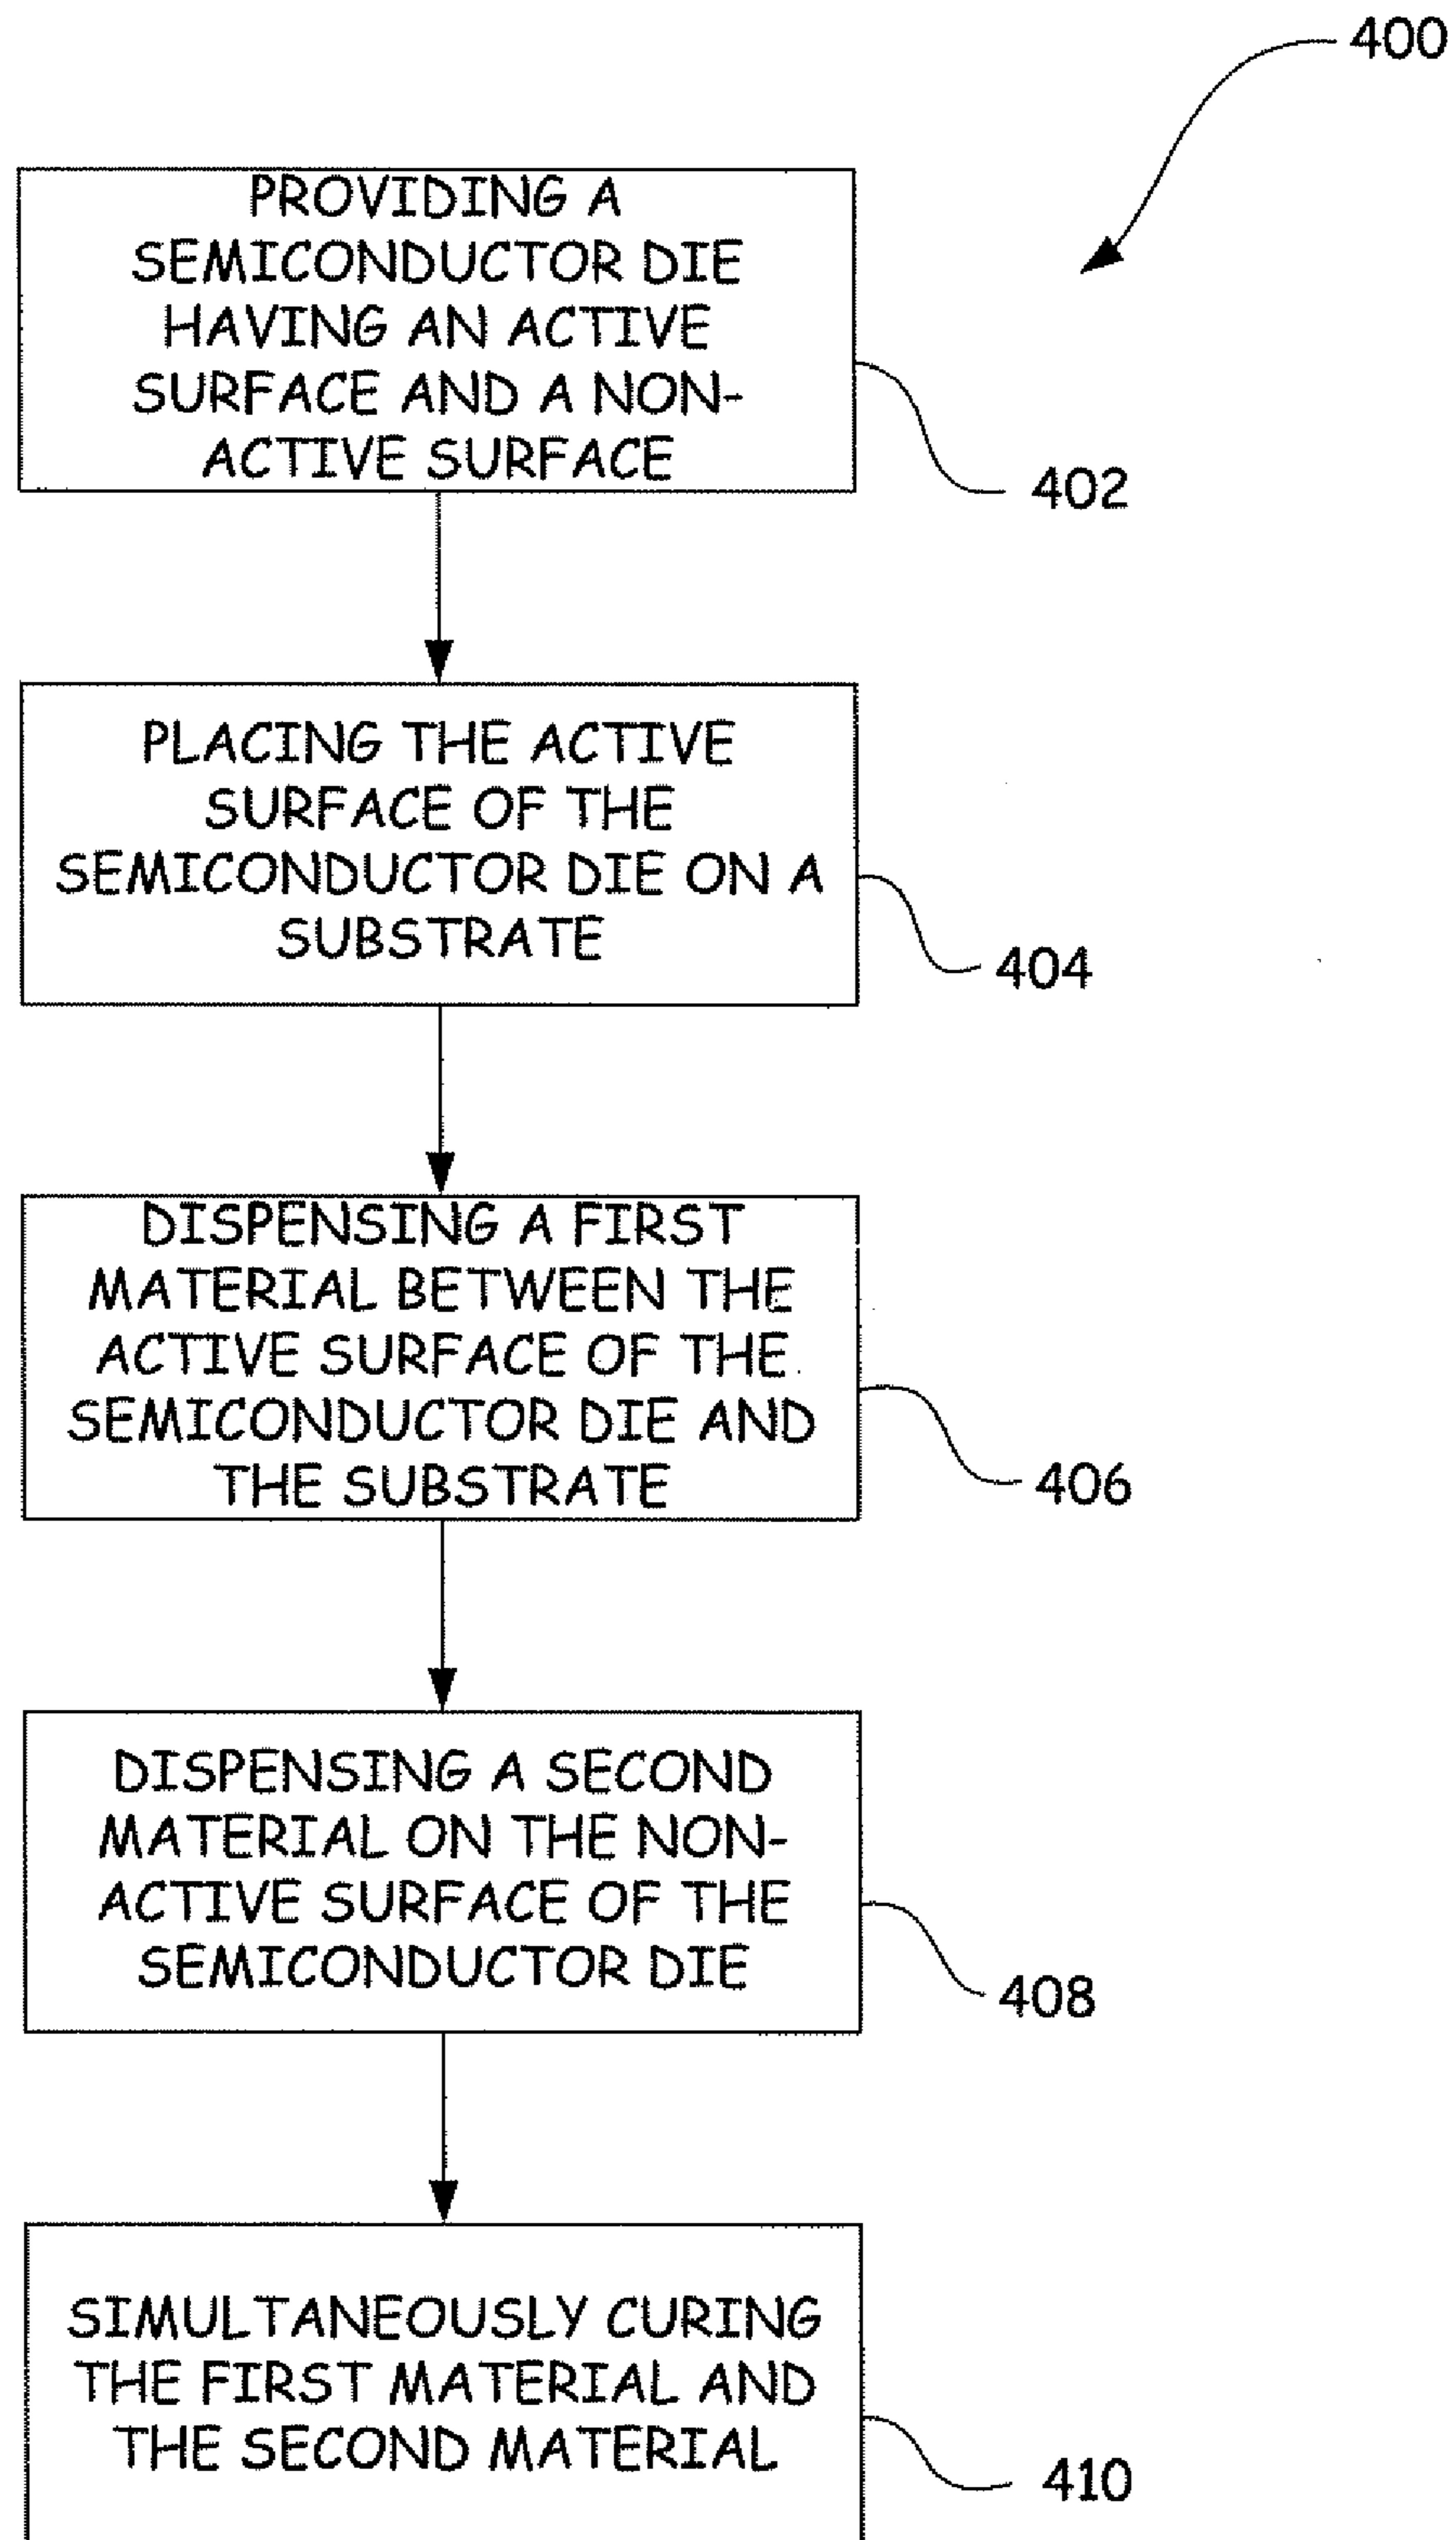 400
PROVIDING A
SEMICONDUCTOR DIE
HAVING AN ACTIVE
SURFACE AND A NON-
ACTIVE SURFACE
402
PLACING THE ACTIVE
SURFACE OF THE
SEMICONDUCTOR DIE ON A
SUBSTRATE
404
DISPENSING A FIRST
MATERIAL BETWEEN THE
ACTIVE SURFACE OF THE
SEMICONDUCTOR DIE AND
THE SUBSTRATE
406
DISPENSING A SECOND
MATERIAL ON THE NON-
ACTIVE SURFACE OF THE
SEMICONDUCTOR DIE
408
SIMULTANEOUSLY CURING
THE FIRST MATERIAL AND
THE SECOND MATERIAL
410